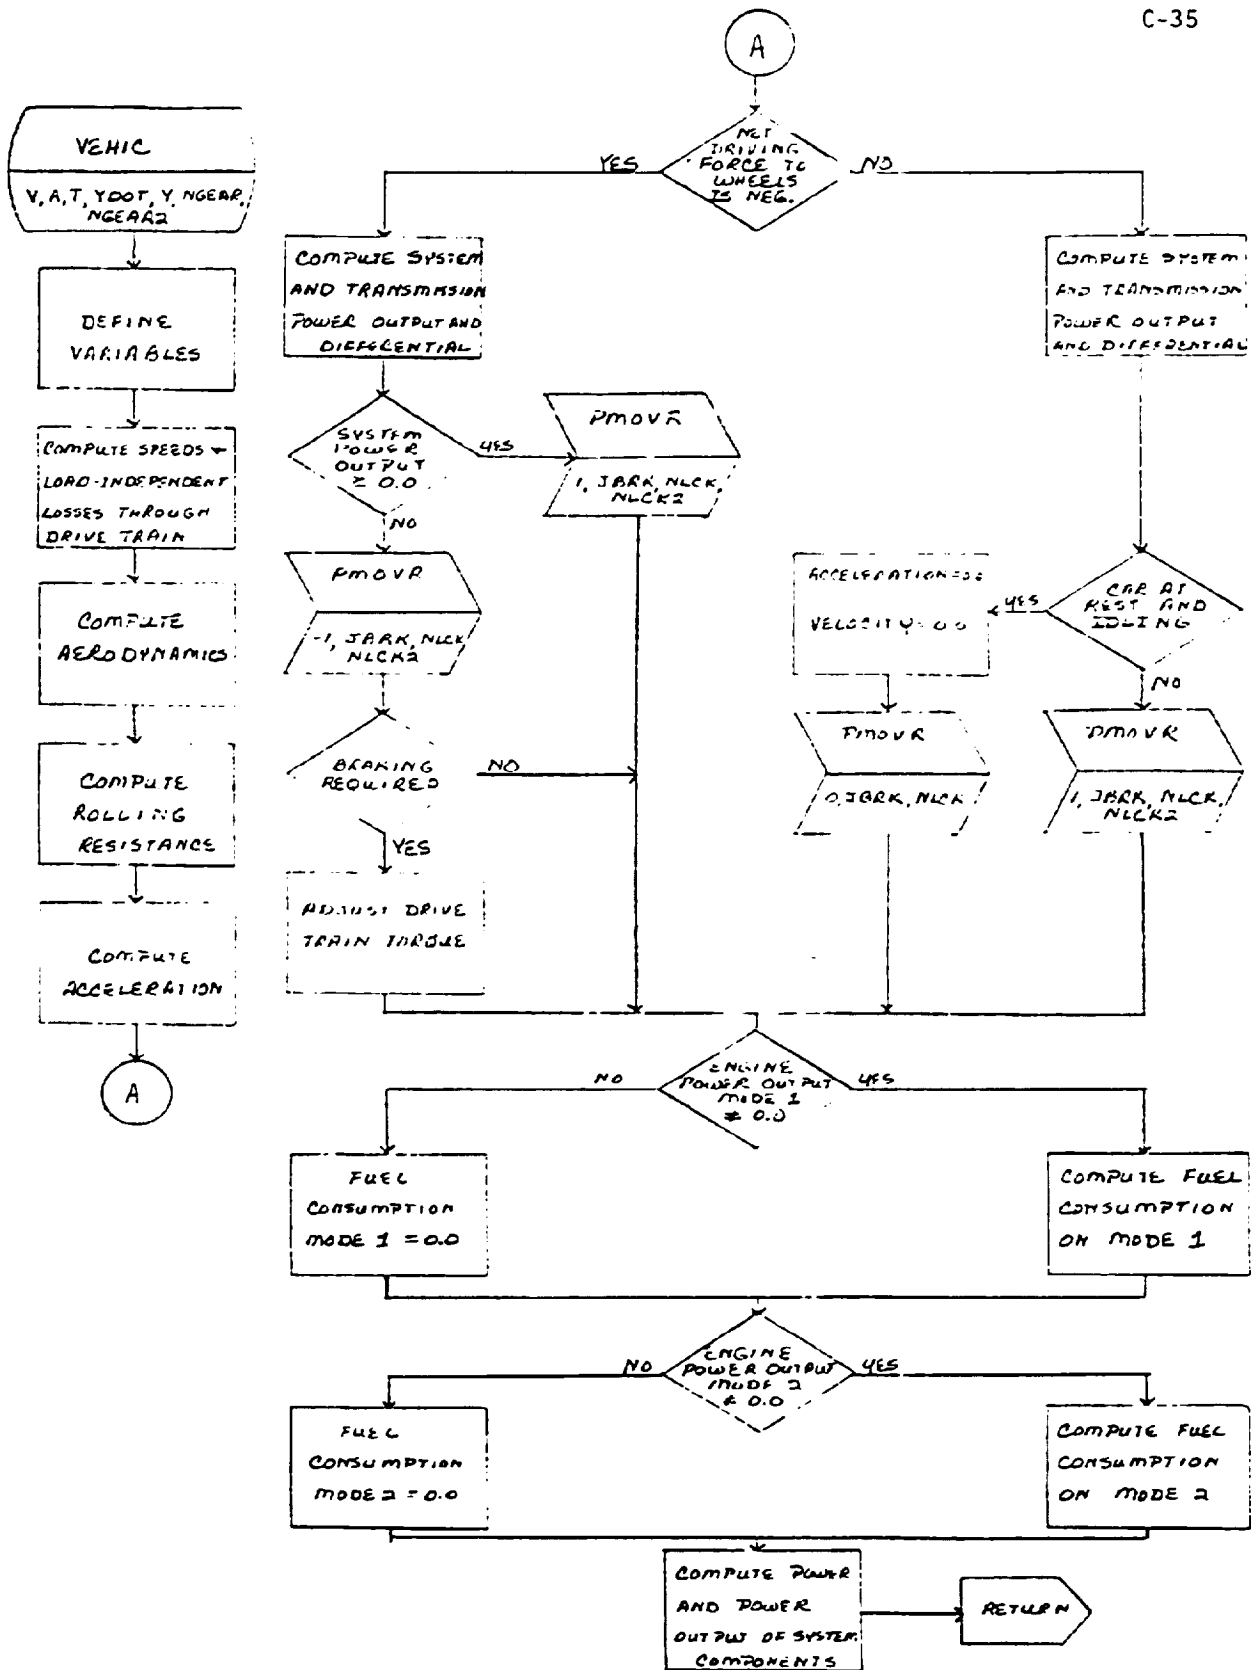 C-35
VEHIC
V, A, T, YDOT, Y, NGEAR,
NGEAR2
DEFINE
VARIABLES
COMPUTE SPEEDS +
LOAD-INDEPENDENT
LOSSES THROUGH
DRIVE TRAIN
COMPUTE
AERODYNAMICS
COMPUTE
ROLLING
RESISTANCE
COMPUTE
ACCELERATION
A
A
NET
DRIVING
FORCE TO
WHEELS
IS NEG.
YES
NO
COMPUTE SYSTEM
AND TRANSMISSION
POWER OUTPUT AND
DIFFERENTIAL
SYSTEM
POWER
OUTPUT
≥ 0.0
YES
NO
PMOVR
1, JBRK, NLCK,
NLCK2
PMOVR
-1, JBRK, NLCK
NLCK2
BRAKING
REQUIRED
NO
YES
ADJUST DRIVE
TRAIN TORQUE
COMPUTE SYSTEM
AND TRANSMISSION
POWER OUTPUT
AND DIFFERENTIAL
CAR AT
REST AND
IDLING
YES
NO
ACCELERATION=
VELOCITY= 0.0
PMOVR
0, JBRK, NLCK
PMOVR
1, JBRK, NLCK,
NLCK2
ENGINE
POWER OUTPUT
MODE 1
≠ 0.0
NO
YES
FUEL
CONSUMPTION
MODE 1 = 0.0
COMPUTE FUEL
CONSUMPTION
ON MODE 1
ENGINE
POWER OUTPUT
MODE 2
≠ 0.0
NO
YES
FUEL
CONSUMPTION
MODE 2 = 0.0
COMPUTE FUEL
CONSUMPTION
ON MODE 2
COMPUTE POWER
AND POWER
OUTPUT OF SYSTEM
COMPONENTS
RETURN